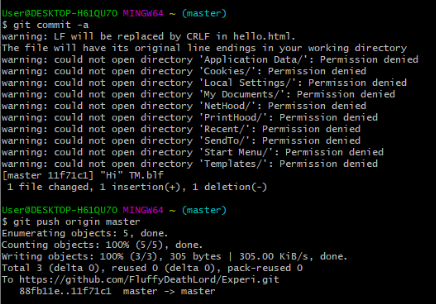 User@DESKTOP-H61QU70 MINGW64 ~ (master)
$ git commit -a
warning: LF will be replaced by CRLF in hello.html.
The file will have its original line endings in your working directory
warning: could not open directory 'Application Data/': Permission denied
warning: could not open directory 'Cookies/': Permission denied
warning: could not open directory 'Local Settings/': Permission denied
warning: could not open directory 'My Documents/': Permission denied
warning: could not open directory 'NetHood/': Permission denied
warning: could not open directory 'PrintHood/': Permission denied
warning: could not open directory 'Recent/': Permission denied
warning: could not open directory 'SendTo/': Permission denied
warning: could not open directory 'Start Menu/': Permission denied
warning: could not open directory 'Templates/': Permission denied
[master 11f71c1] "Hi" TM.blf
1 file changed, 1 insertion(+), 1 deletion(-)
User@DESKTOP-H61QU70 MINGW64 ~ (master)
$ git push origin master
Enumerating objects: 5, done.
Counting objects: 100% (5/5), done.
Writing objects: 100% (3/3), 305 bytes | 305.00 KiB/s, done.
Total 3 (delta 0), reused 0 (delta 0), pack-reused 0
To https://github.com/FluffyDeathLord/Experi.git
88fb11e..11f71c1 master -> master